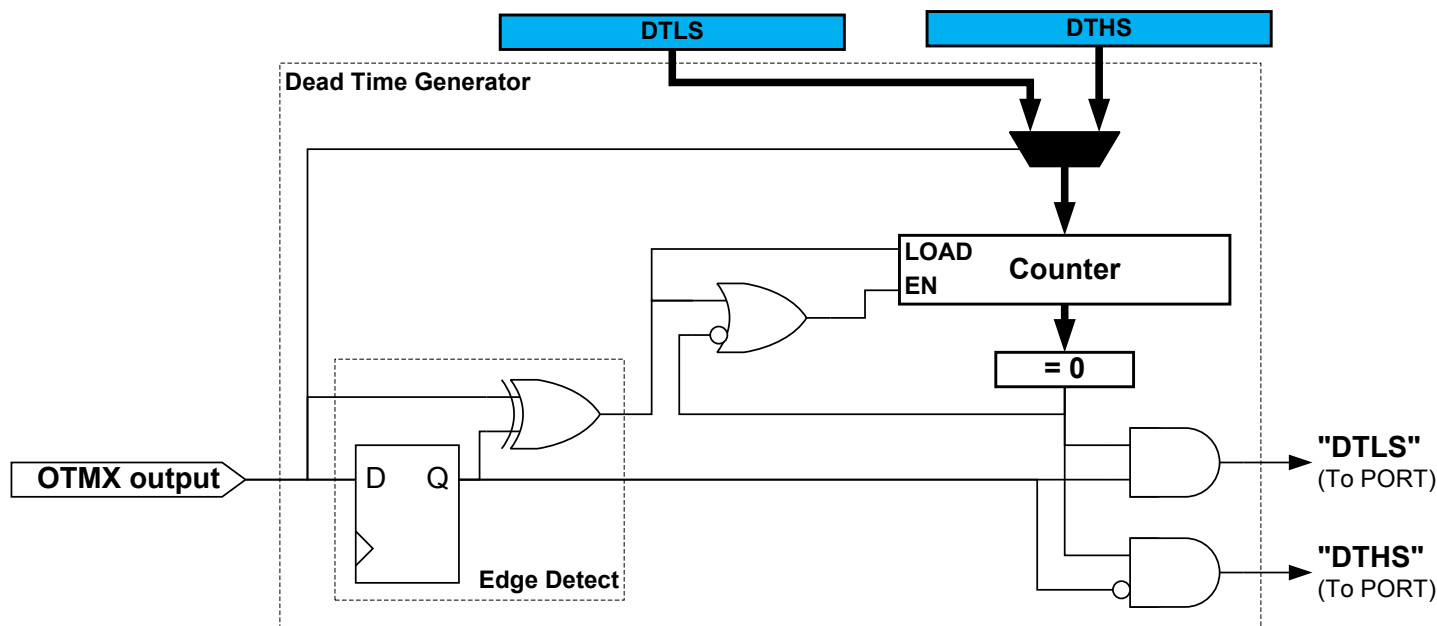 DTLS
DTHS
Dead Time Generator
LOAD
EN
Counter
= 0
OTMX output
D
Q
Edge Detect
"DTLS"
(To PORT)
"DTHS"
(To PORT)